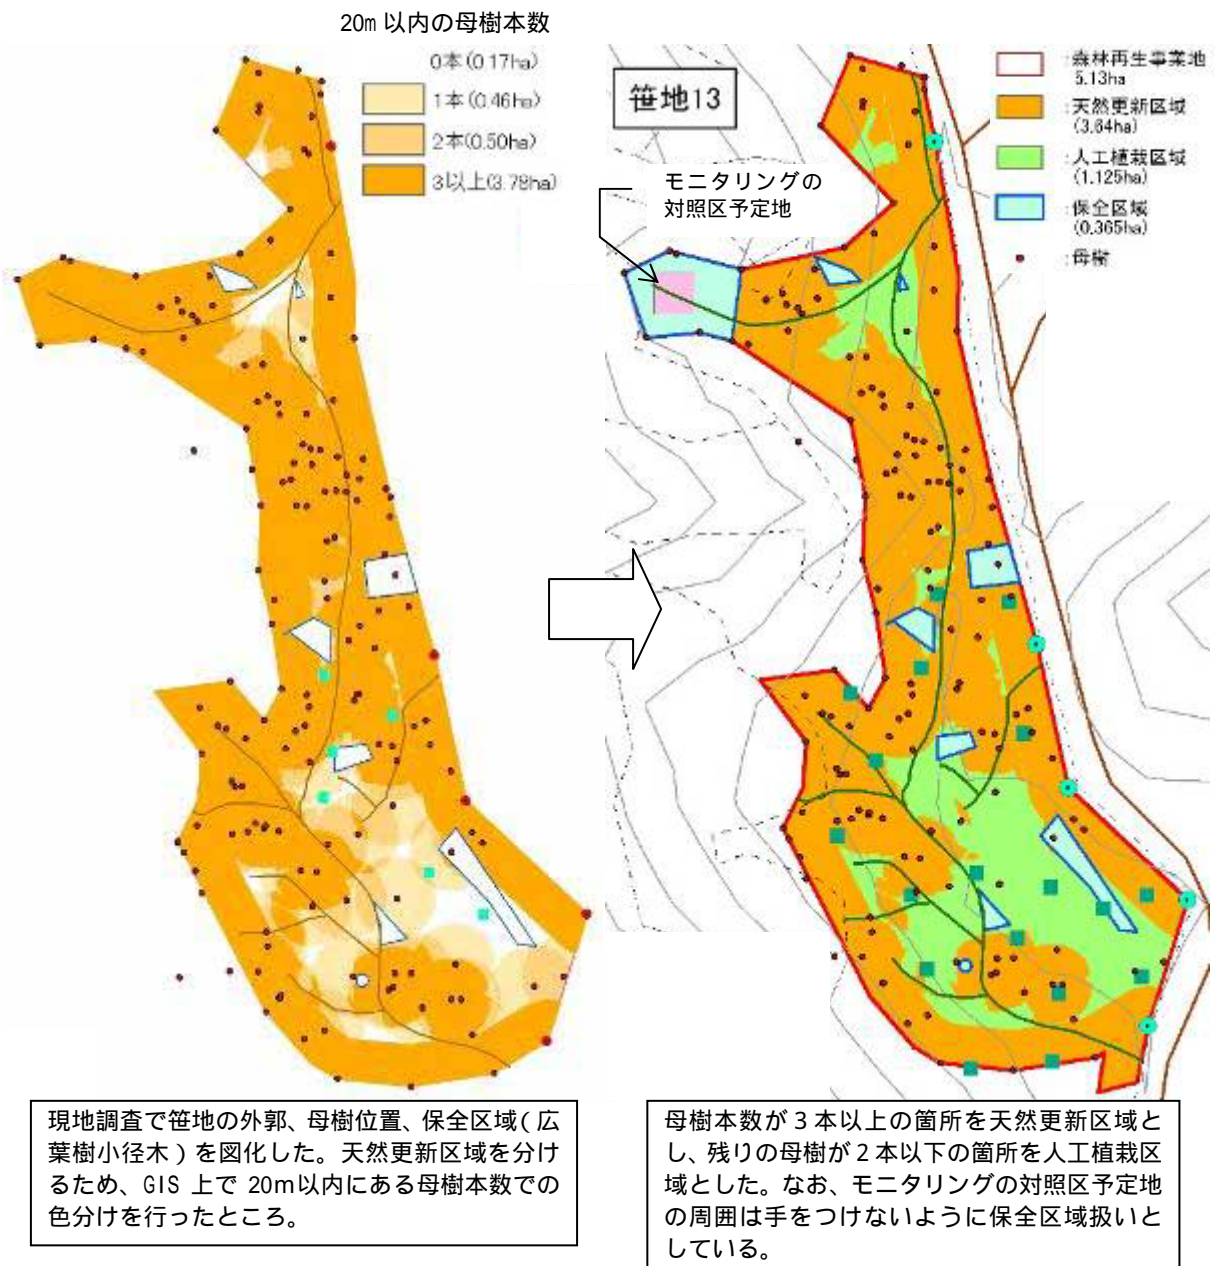 20m 以内の母樹本数
0本(0.17ha)
1本(0.46ha)
2本(0.50ha)
3以上(3.78ha)
笹地13
モニタリングの
対照区予定地
:森林再生事業地
5.13ha
:天然更新区域
(3.64ha)
:人工植栽区域
(1.125ha)
:保全区域
(0.365ha)
:母樹
現地調査で笹地の外郭、母樹位置、保全区域(広
葉樹小径木)を図化した。天然更新区域を分け
るため、GIS 上で 20m以内にある母樹本数での
色分けを行ったところ。
母樹本数が3本以上の箇所を天然更新区域と
し、残りの母樹が2本以下の箇所を人工植栽区
域とした。なお、モニタリングの対照区予定地
の周囲は手をつけないように保全区域扱いと
している。